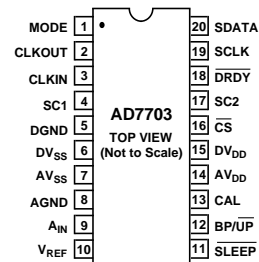 MODE 1
CLKOUT 2
CLKIN 3
SC1 4
DGND 5
DVSS 6
AVSS 7
AGND 8
AIN 9
VREF 10
AD7703
TOP VIEW
(Not to Scale)
20 SDATA
19 SCLK
18 DRDY
17 SC2
16 CS
15 DVDD
14 AVDD
13 CAL
12 BP/UP
11 SLEEP